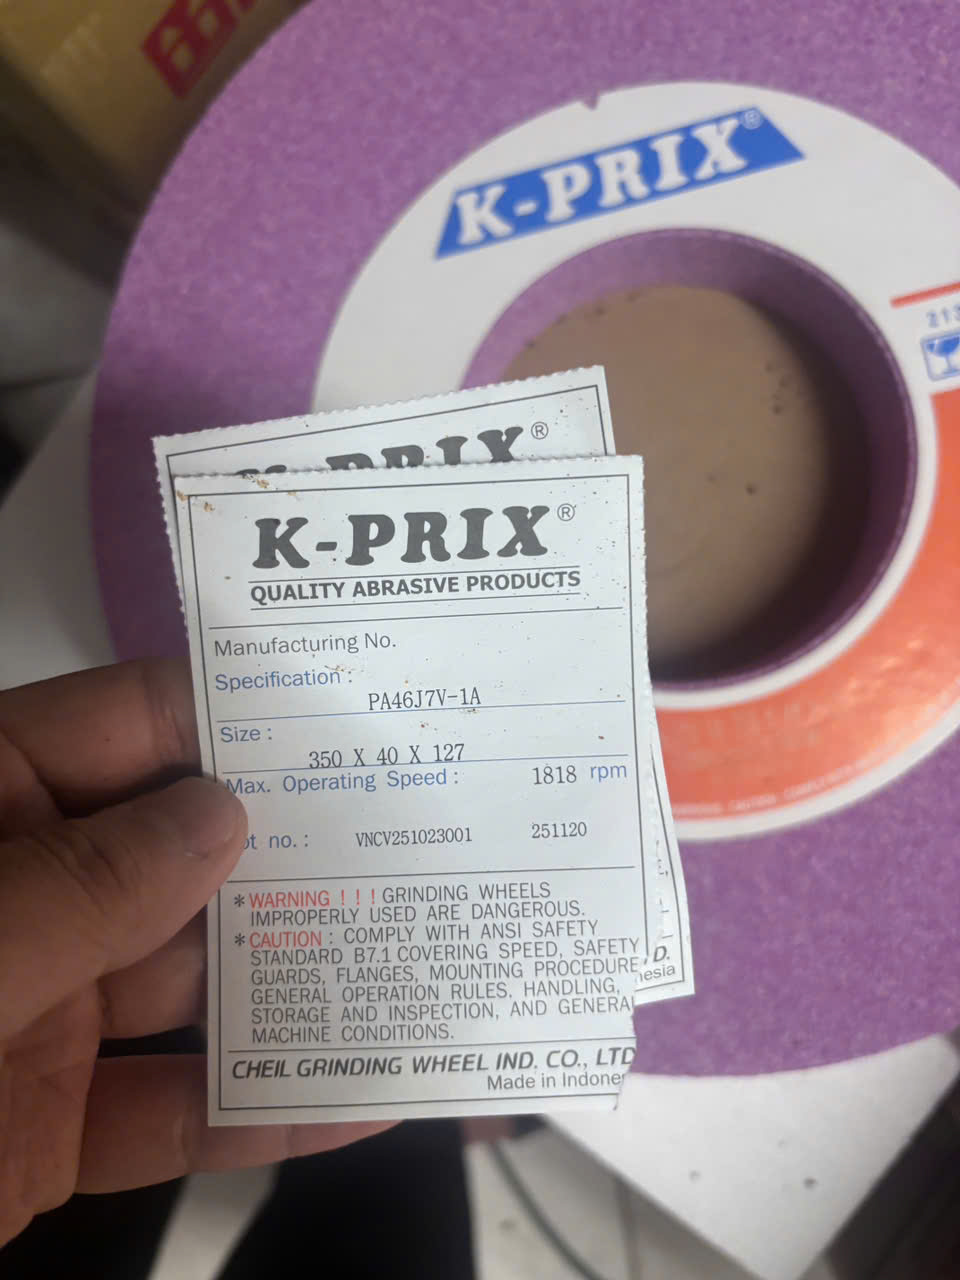 K-PRIX®
213
K-PRIX®
K-PRIX®
QUALITY ABRASIVE PRODUCTS
Manufacturing No.
Specification :
PA46J7V-1A
Size :
350 X 40 X 127
Max. Operating Speed : 1818 rpm
ot no. : VNCV251023001 251120
*WARNING ! ! ! GRINDING WHEELS
IMPROPERLY USED ARE DANGEROUS.
*CAUTION : COMPLY WITH ANSI SAFETY
STANDARD B7.1 COVERING SPEED, SAFETY
GUARDS, FLANGES, MOUNTING PROCEDURE
GENERAL OPERATION RULES. HANDLING,
STORAGE AND INSPECTION, AND GENERA
MACHINE CONDITIONS.
CHEIL GRINDING WHEEL IND. CO., LTD
Made in Indone
D.
nesia